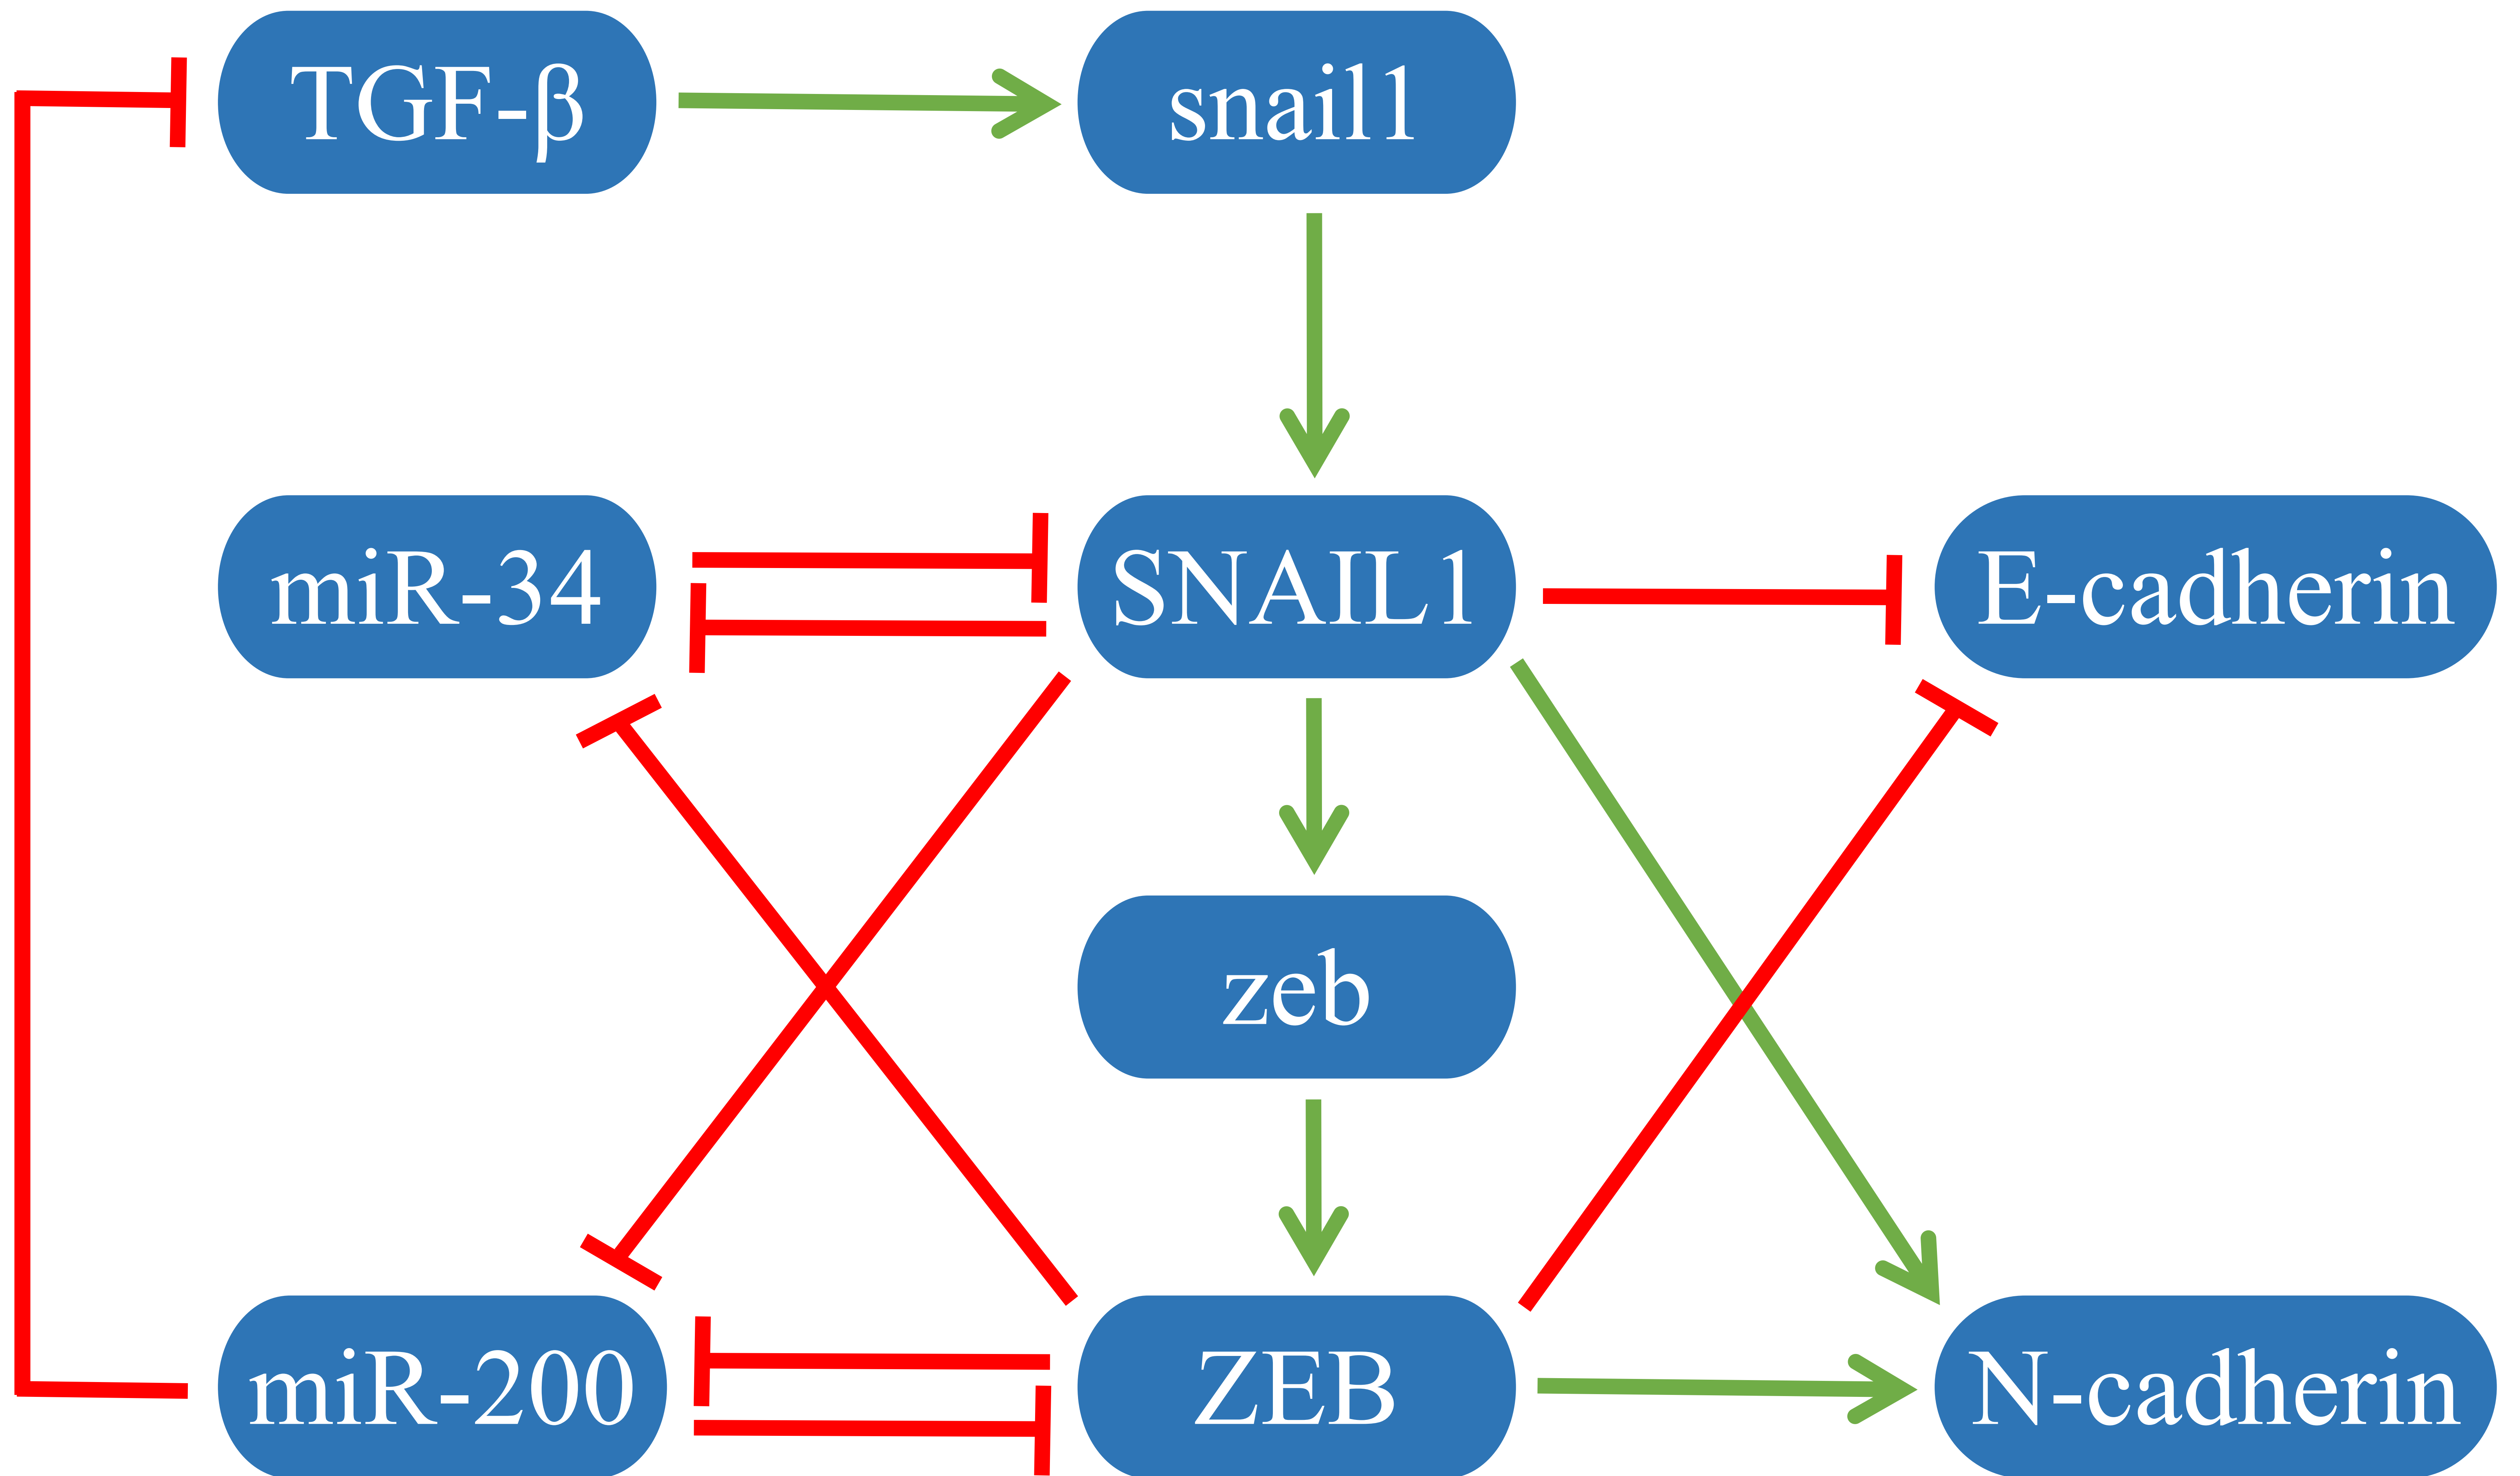 TGF-β
snail1
miR-34
SNAIL1
E-cadherin
zeb
miR-200
ZEB
N-cadherin